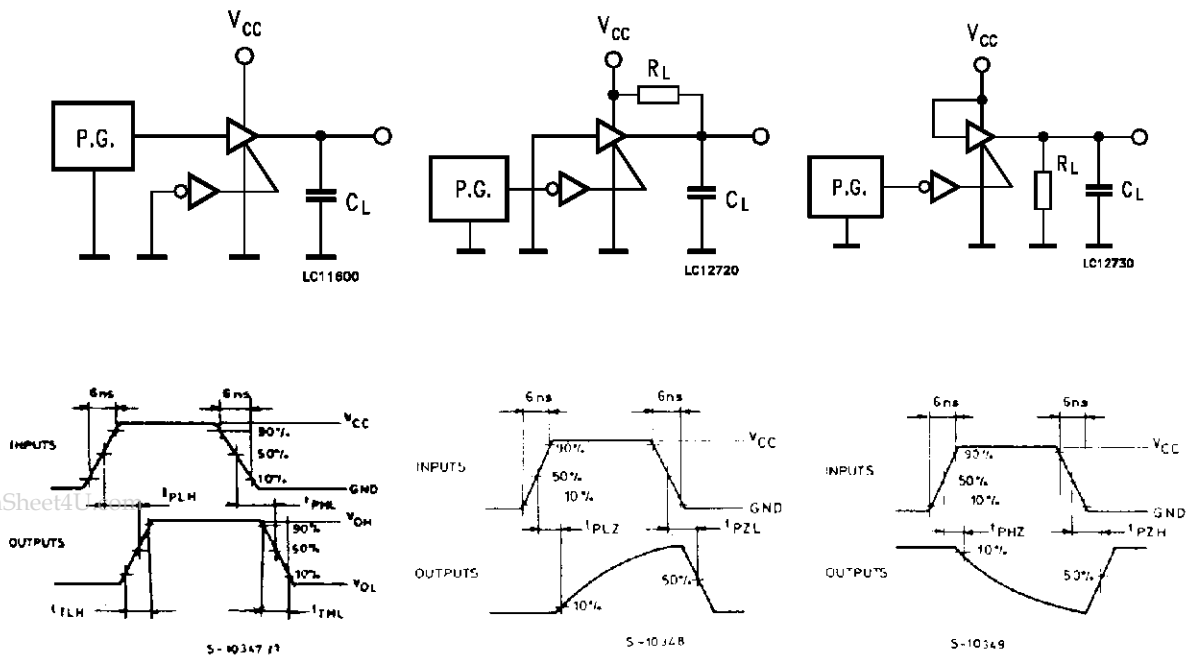 VCC
P.G.
CL
LC11600
VCC
RL
P.G.
CL
LC12720
VCC
P.G.
RL
CL
LC12730
6ns
6ns
INPUTS
VCC
90%
50%
10%
GND
tPLH
tPHL
OUTPUTS
VOH
90%
50%
10%
VOL
tTLH
tTHL
6ns
6ns
INPUTS
VCC
90%
50%
10%
GND
tPLZ
tPZL
OUTPUTS
50%
10%
S-10348
6ns
6ns
INPUTS
VCC
90%
50%
10%
GND
tPHZ
tPZH
10%
OUTPUTS
50%
S-10349